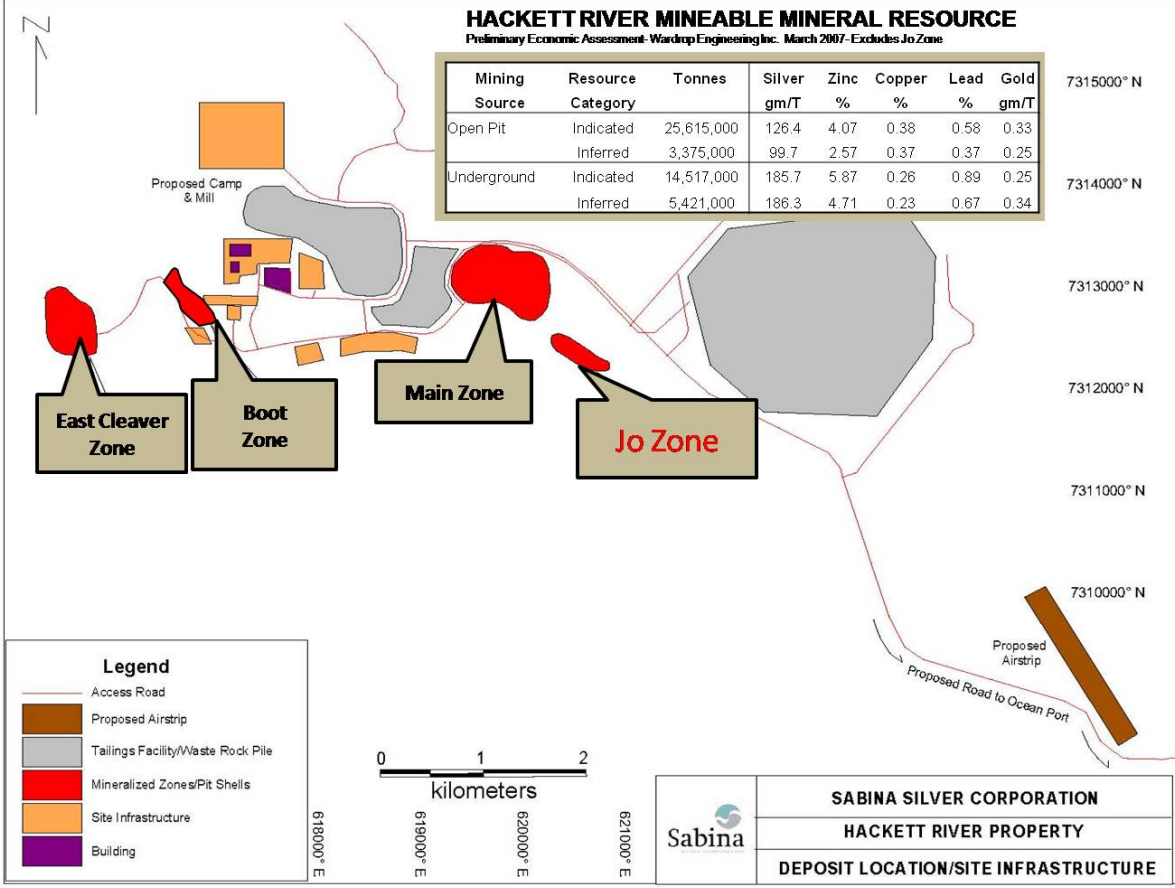 HACKETT RIVER MINEABLE MINERAL RESOURCE
Preliminary Economic Assessment- Wardrop Engineering Inc. March 2007- Excludes Jo Zone
Mining Resource Tonnes Silver Zinc Copper Lead Gold
Source Category gm/T % % % gm/T
Open Pit Indicated 25,615,000 126.4 4.07 0.38 0.58 0.33
Inferred 3,375,000 99.7 2.57 0.37 0.37 0.25
Underground Indicated 14,517,000 185.7 5.87 0.26 0.89 0.25
Inferred 5,421,000 186.3 4.71 0.23 0.67 0.34
N
7315000° N
7314000° N
7313000° N
7312000° N
7311000° N
7310000° N
Proposed Camp
& Mill
East Cleaver
Zone
Boot
Zone
Main Zone
Jo Zone
Proposed
Airstrip
Proposed Road to Ocean Port
Legend
Access Road
Proposed Airstrip
Tailings Facility/Waste Rock Pile
Mineralized Zones/Pit Shells
Site Infrastructure
Building
0 1 2
kilometers
618000° E
619000° E
620000° E
621000° E
Sabina
SABINA SILVER CORPORATION
HACKETT RIVER PROPERTY
DEPOSIT LOCATION/SITE INFRASTRUCTURE